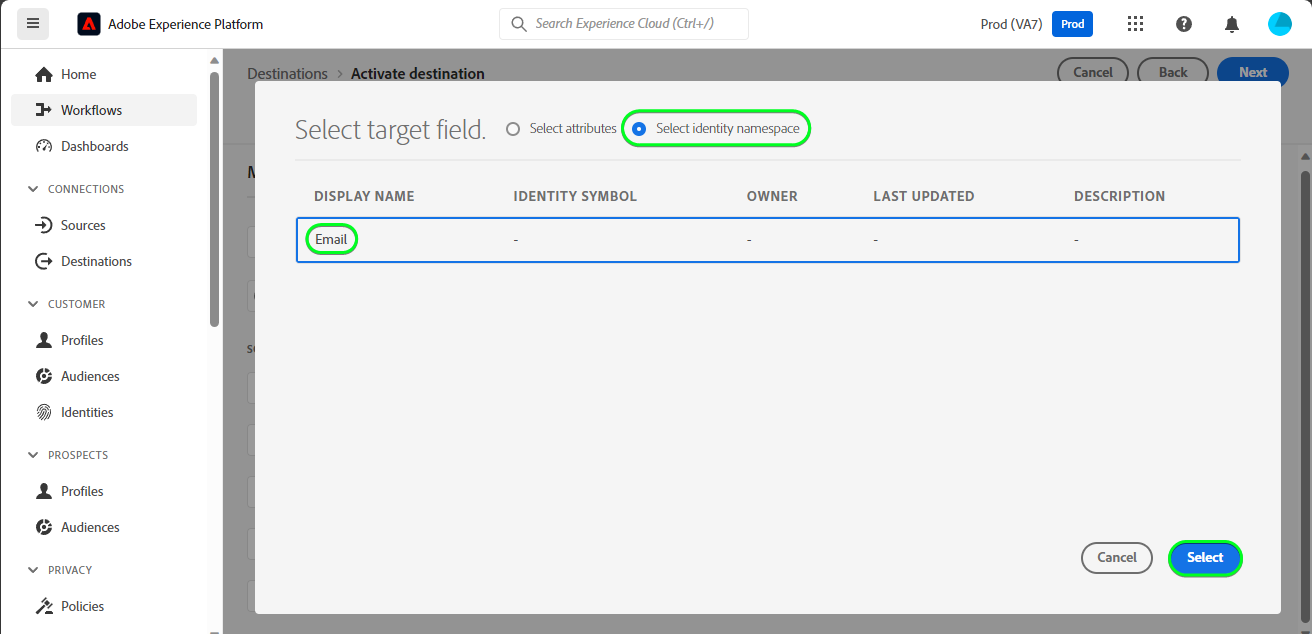 Adobe Experience Platform
Search Experience Cloud (Ctrl+/)
Prod (VA7)
Prod
Home
Workflows
Dashboards
CONNECTIONS
Sources
Destinations
CUSTOMER
Profiles
Audiences
Identities
PROSPECTS
Profiles
Audiences
PRIVACY
Policies
Destinations > Activate destination
Cancel
Back
Next
Select target field.
Select attributes
Select identity namespace
DISPLAY NAME IDENTITY SYMBOL OWNER LAST UPDATED DESCRIPTION
Email - - - -
Cancel
Select